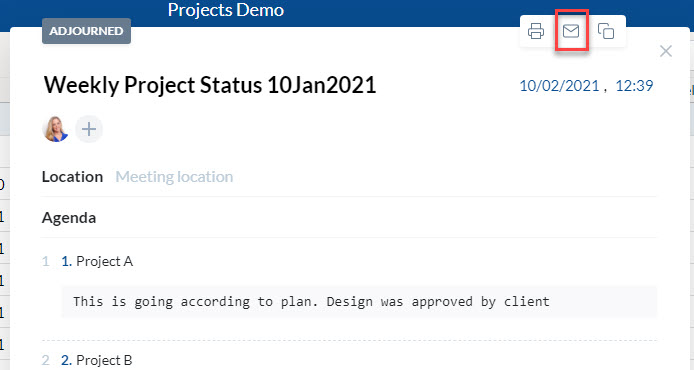 Projects Demo
ADJOURNED
Weekly Project Status 10Jan2021
10/02/2021 , 12:39
Location Meeting location
Agenda
1 1. Project A
This is going according to plan. Design was approved by client
2 2. Project B